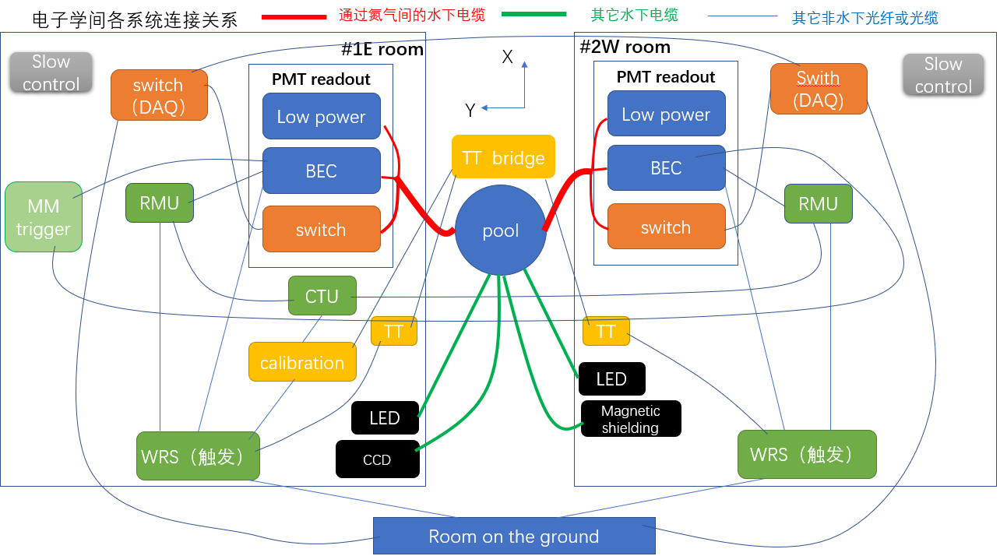 电子学间各系统连接关系
通过氮气间的水下电缆
其它水下电缆
其它非水下光纤或光缆
#1E room
Slow
control
switch
（DAQ）
PMT readout
Low power
BEC
switch
MM
trigger
RMU
CTU
calibration
TT
LED
CCD
WRS（触发）
X
Y
TT bridge
pool
#2W room
PMT readout
Low power
BEC
switch
Swith
(DAQ)
Slow
control
RMU
TT
LED
Magnetic
shielding
WRS（触发）
Room on the ground